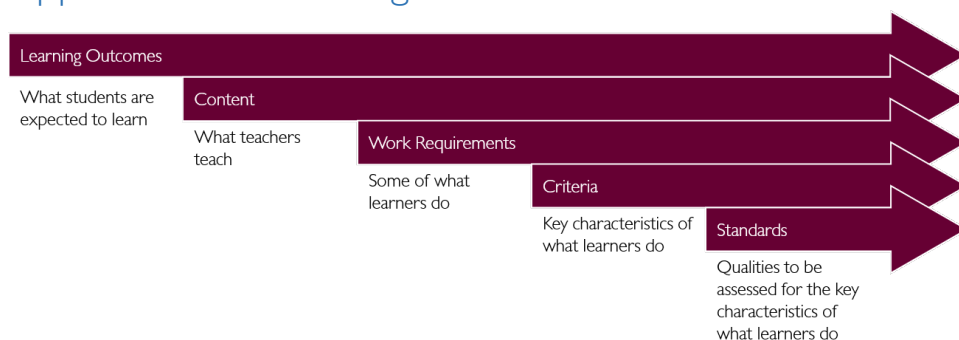 Learning Outcomes
What students are
expected to learn
Content
What teachers
teach
Work Requirements
Some of what
learners do
Criteria
Key characteristics of
what learners do
Standards
Qualities to be
assessed for the key
characteristics of
what learners do